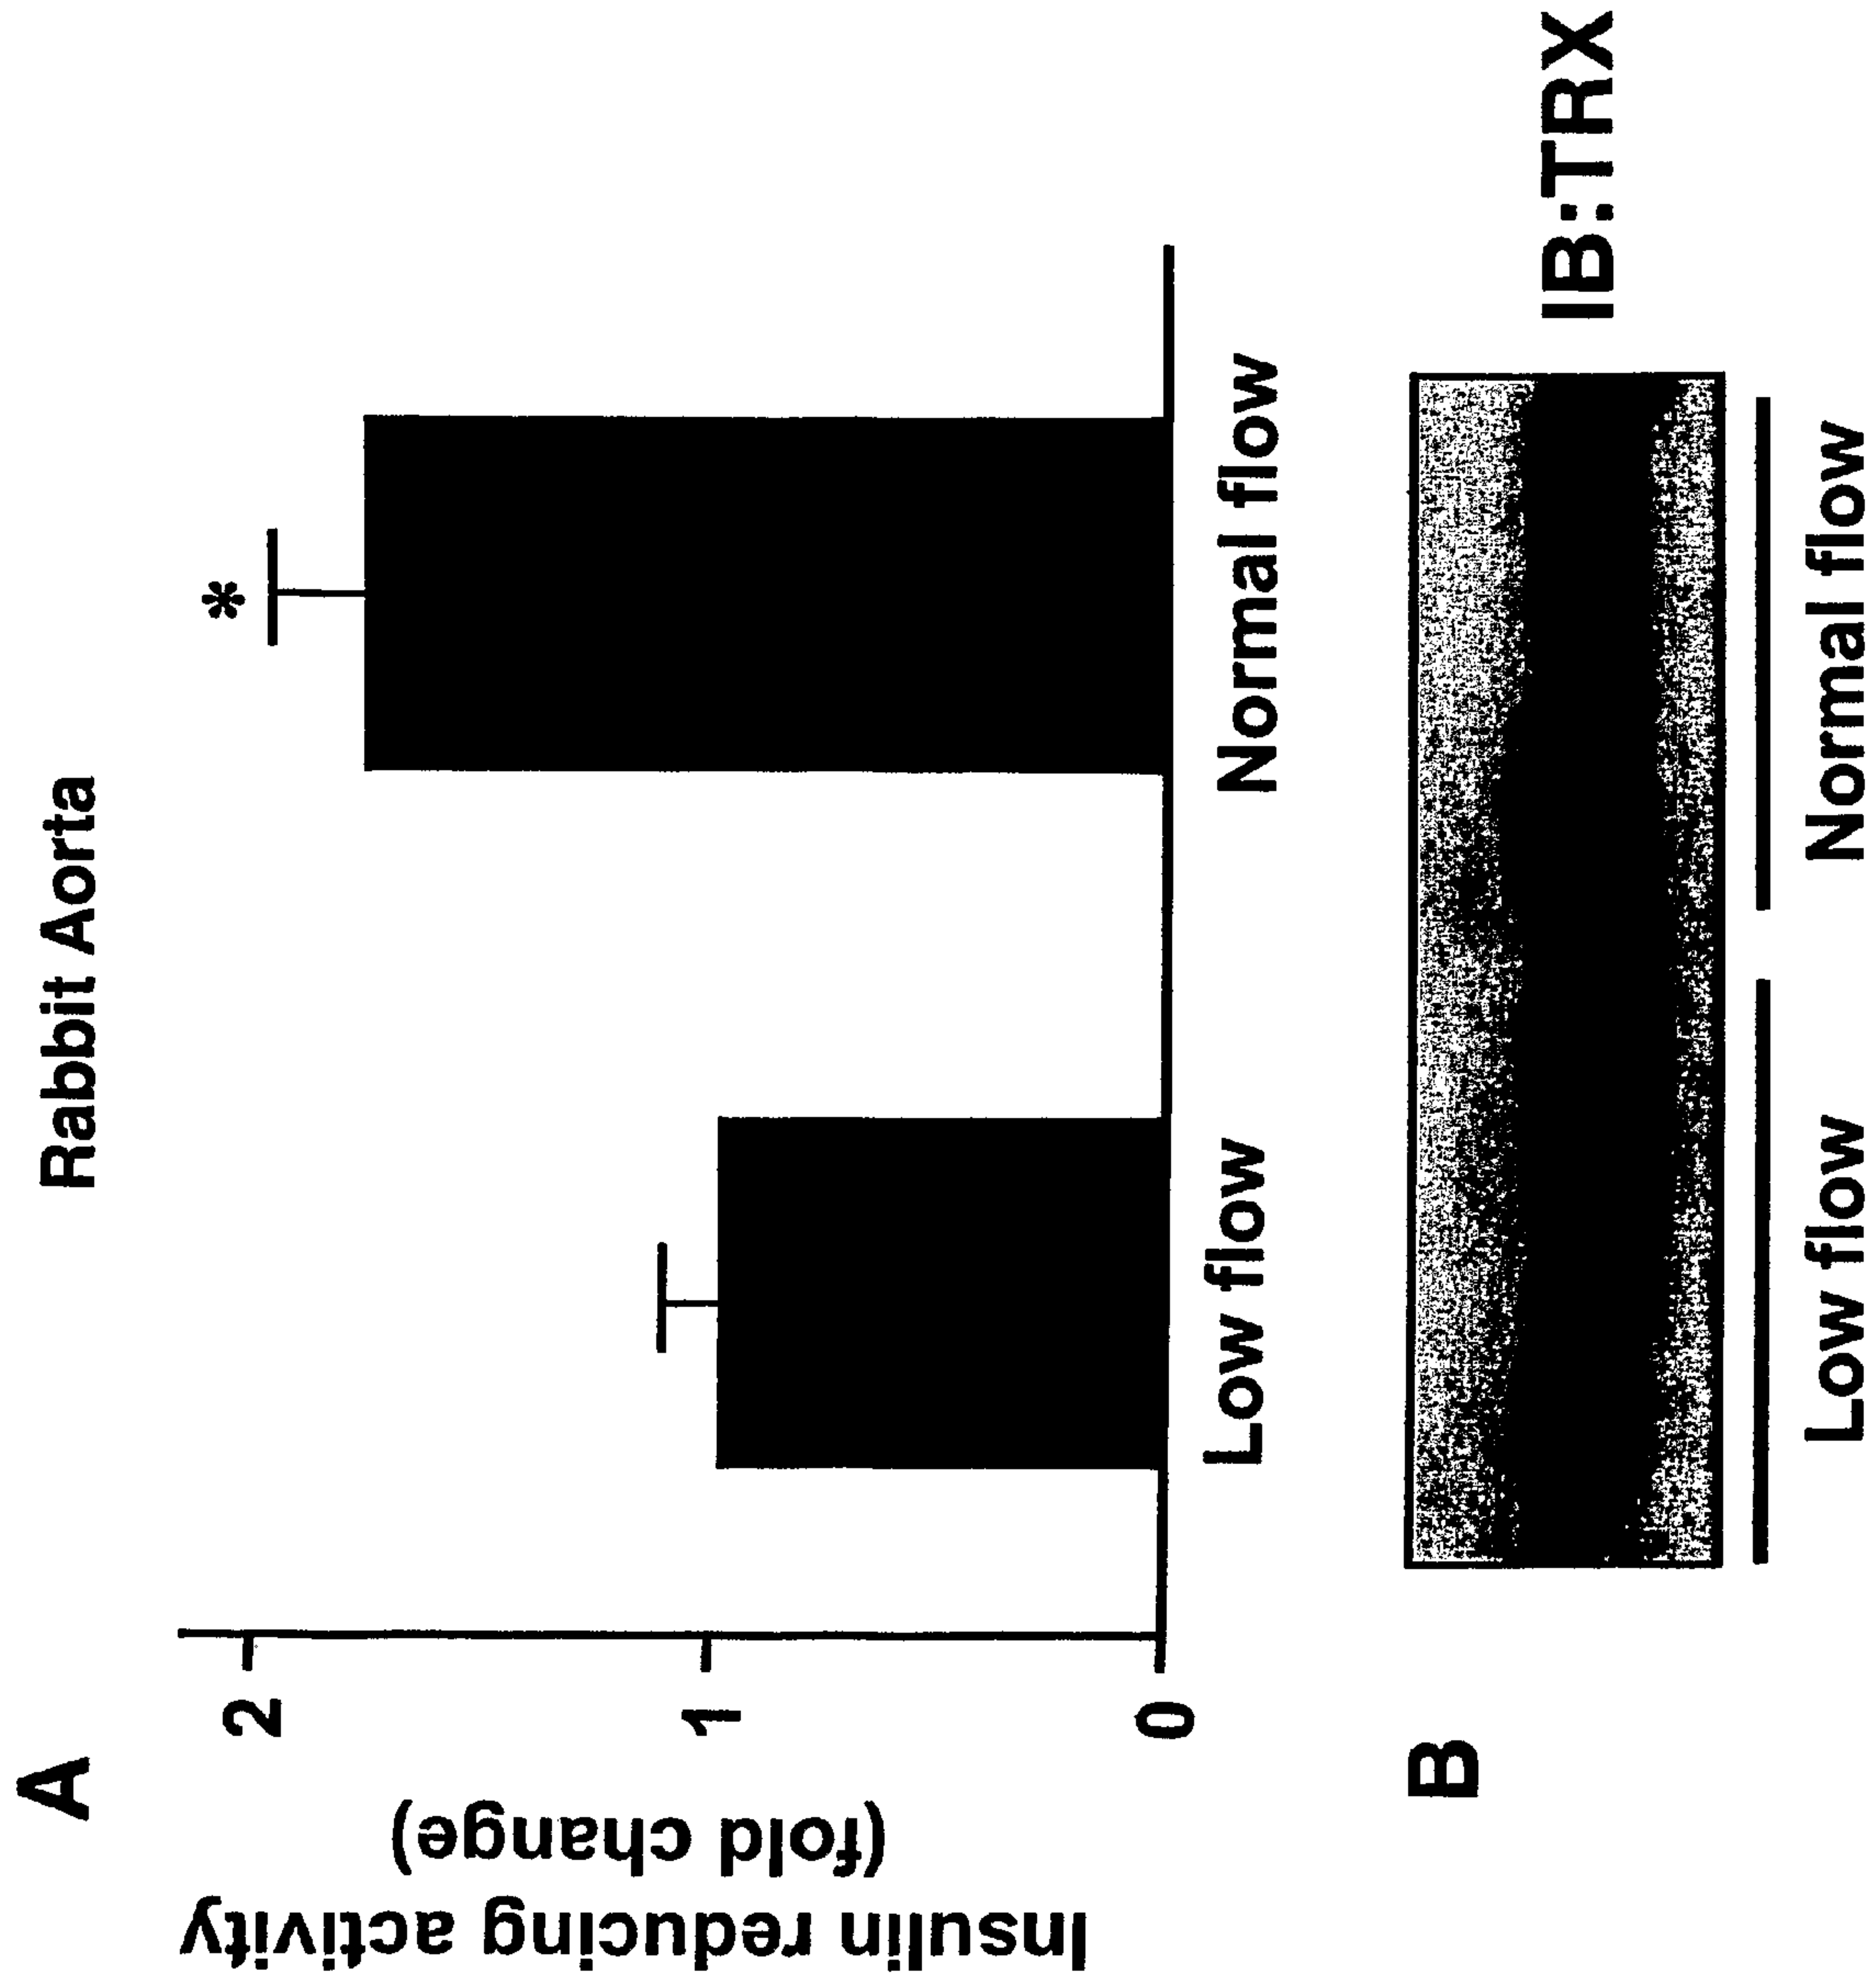 Rabbit Aorta
A
Insulin reducing activity
(fold change)
2
1
0
*
Low flow
Normal flow
B
IB:TRX
Low flow
Normal flow